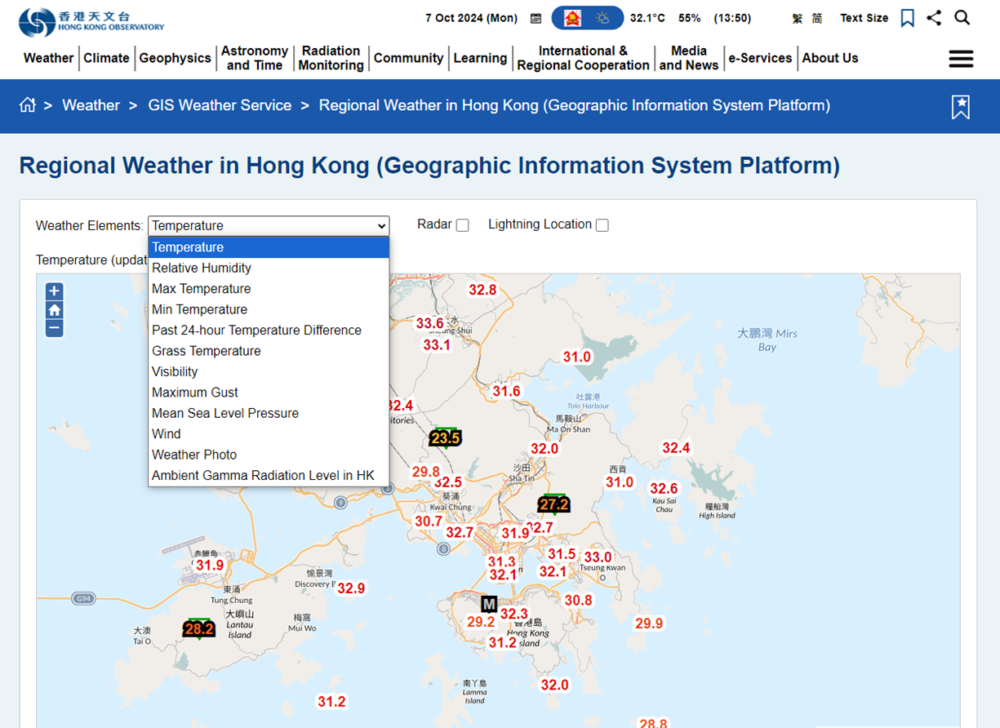 香港天文台
HONG KONG OBSERVATORY
7 Oct 2024 (Mon) 32.1°C 55% (13:50) 繁 简 Text Size
Weather Climate Geophysics Astronomy and Time Radiation Monitoring Community Learning International & Regional Cooperation Media and News e-Services About Us
> Weather > GIS Weather Service > Regional Weather in Hong Kong (Geographic Information System Platform)
Regional Weather in Hong Kong (Geographic Information System Platform)
Weather Elements: Temperature Radar Lightning Location
Temperature
Temperature (updat
Relative Humidity
Max Temperature
Min Temperature
Past 24-hour Temperature Difference
Grass Temperature
Visibility
Maximum Gust
Mean Sea Level Pressure
Wind
Weather Photo
Ambient Gamma Radiation Level in HK
+
−
32.8
33.6
Sheung Shui
33.1
大鵬灣 Mirs
Bay
31.0
31.6
吐露港
Tolo Harbour
32.4
馬鞍山
Ma On Shan
23.5
32.0
32.4
沙田
Sha Tin
29.8
32.5
西貢
31.0
32.6
Kau Sai
Chau
糧船灣
High Island
葵涌
Kwai Chung
9
27.2
30.7
32.7
31.9
32.7
8
31.5
33.0
31.3
32.1
32.1
Tseung Kwan
O
赤鱲角
31.9
愉景灣
Discovery B
32.9
東涌
Tung Chung
G94
30.8
M
32.3
29.2
香港島
Hong Kong
Island
29.9
大嶼山
Lantau
Island
梅窩
Mui Wo
28.2
大澳
Tai O
31.2
南丫島
Lamma
Island
32.0
31.2
28.8